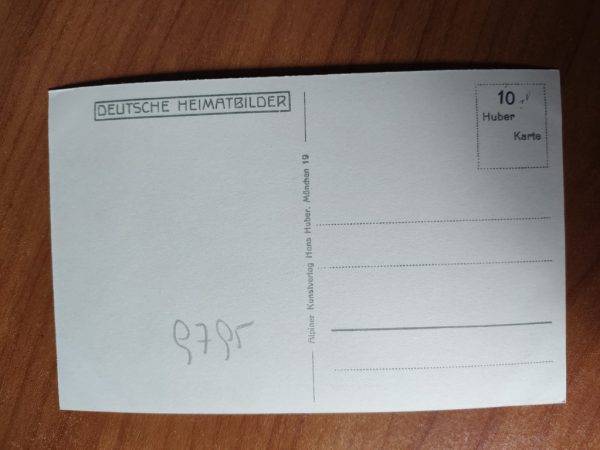 DEUTSCHE HEIMATBILDER
9795
Alpiner Kunstverlag Hans Huber, München 19
10
Huber
Karte